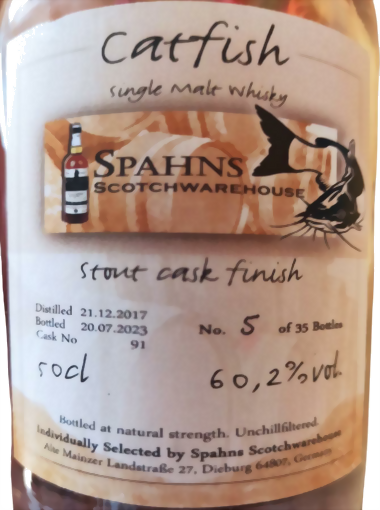 Catfish
Single Malt Whisky
SPAHNS
SCOTCHWAREHOUSE
Stout cask finish
Distilled 21.12.2017
Bottled 20.07.2023
Cask No 91
No. 5 of 35 Bottles
50cl
60,2%vol.
Bottled at natural strength. Unchillfiltered.
Individually Selected by Spahns Scotchwarehouse
Alte Mainzer Landstraße 27, Dieburg 64807, Germany